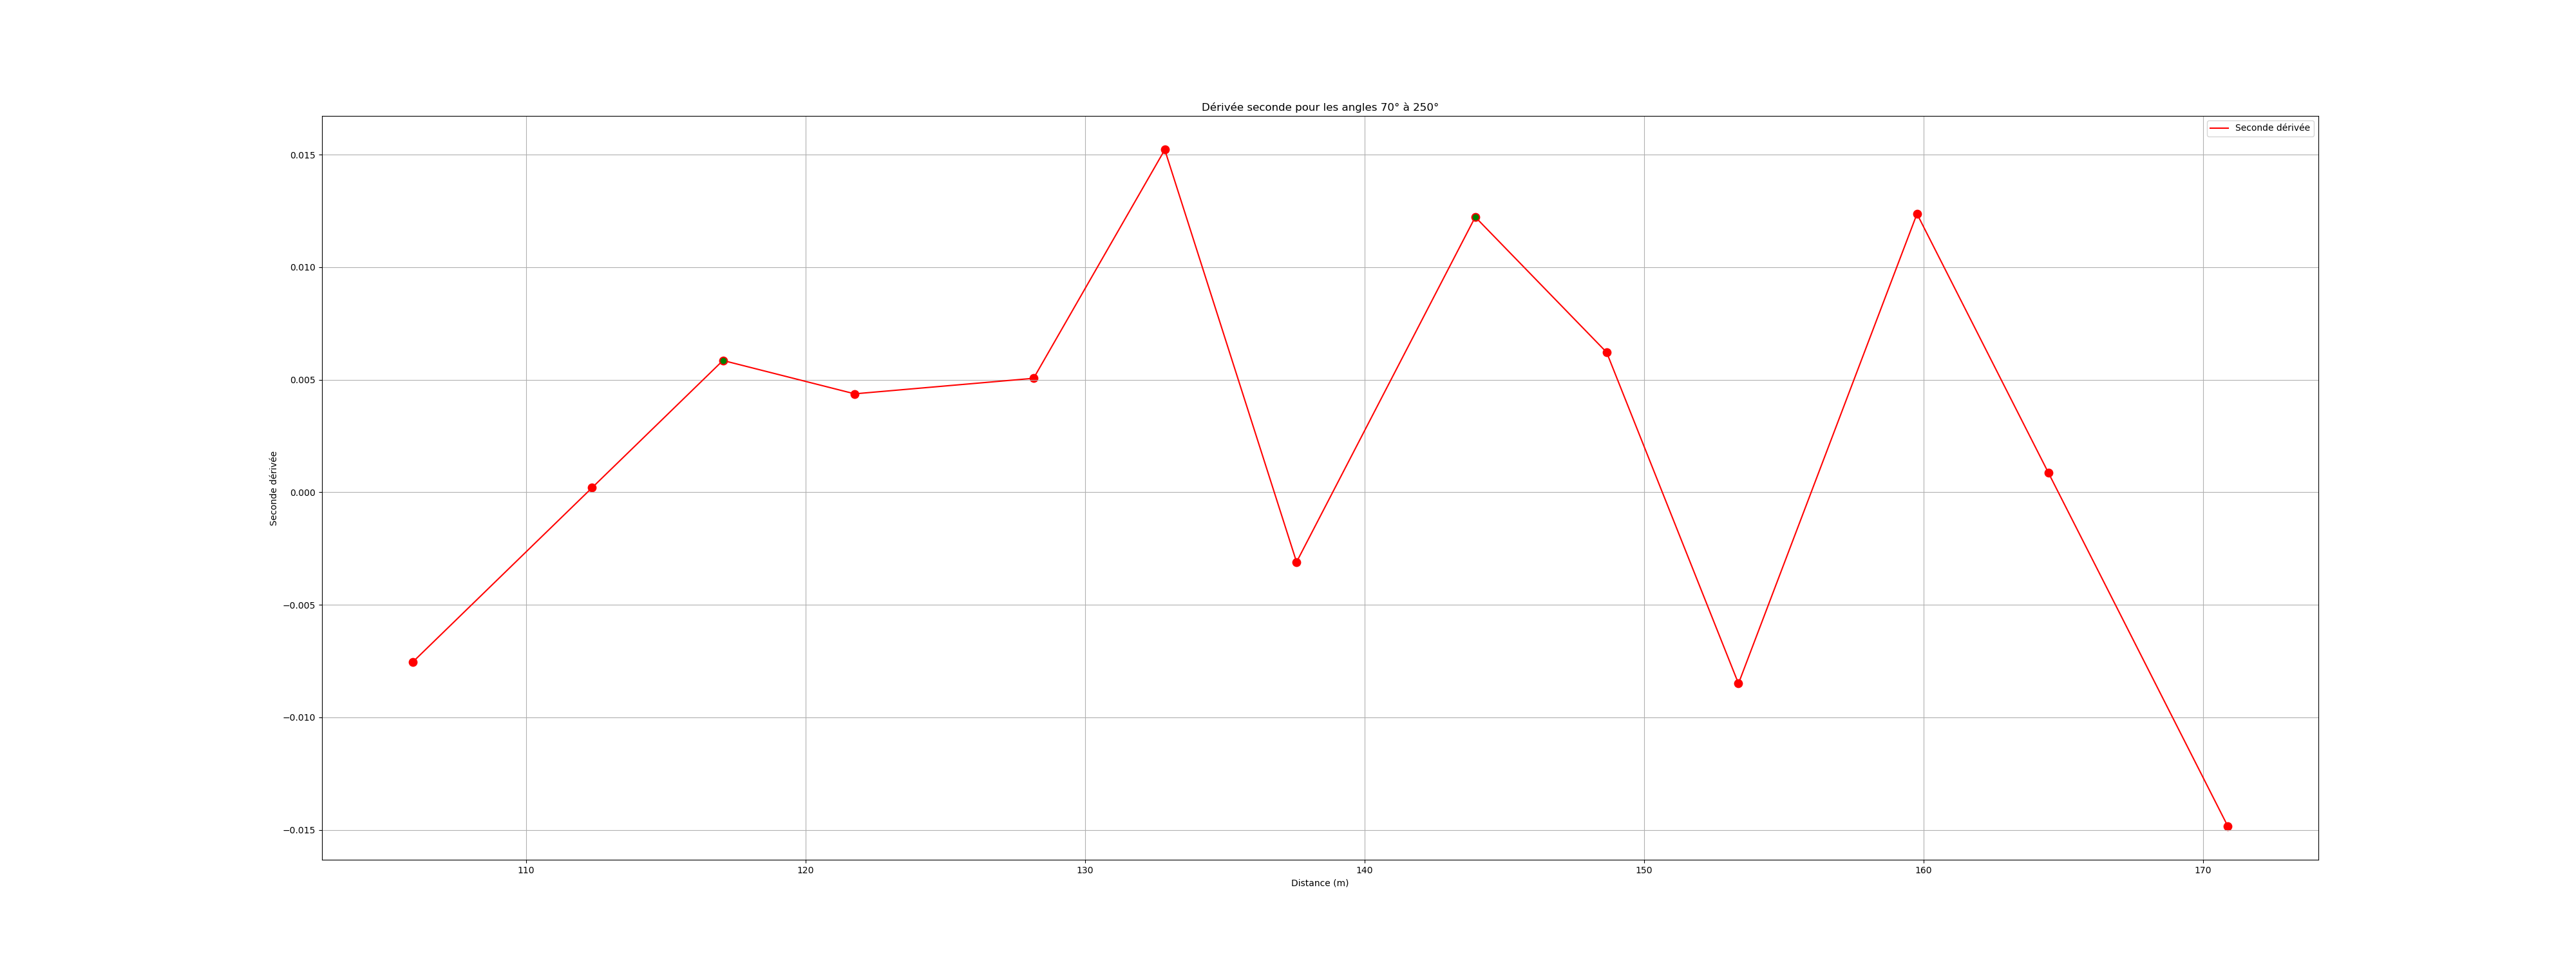 Dérivée seconde pour les angles 70° à 250°
Seconde dérivée
0.015
0.010
0.005
0.000
−0.005
−0.010
−0.015
Seconde dérivée
110 120 130 140 150 160 170
Distance (m)